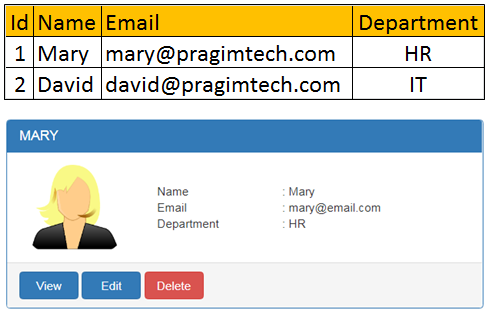 Id Name Email Department
1 Mary mary@pragimtech.com HR
2 David david@pragimtech.com IT
MARY
Name : Mary
Email : mary@email.com
Department : HR
View Edit Delete